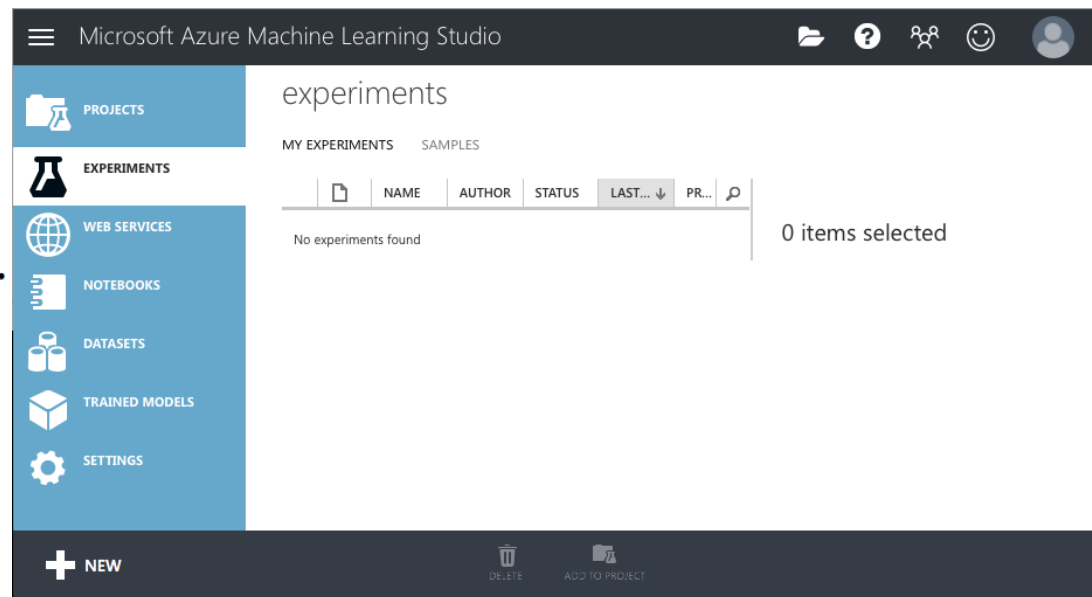 Microsoft Azure Machine Learning Studio
PROJECTS
EXPERIMENTS
WEB SERVICES
NOTEBOOKS
DATASETS
TRAINED MODELS
SETTINGS
experiments
MY EXPERIMENTS SAMPLES
NAME AUTHOR STATUS LAST... PR...
No experiments found
0 items selected
NEW
DELETE ADD TO PROJECT